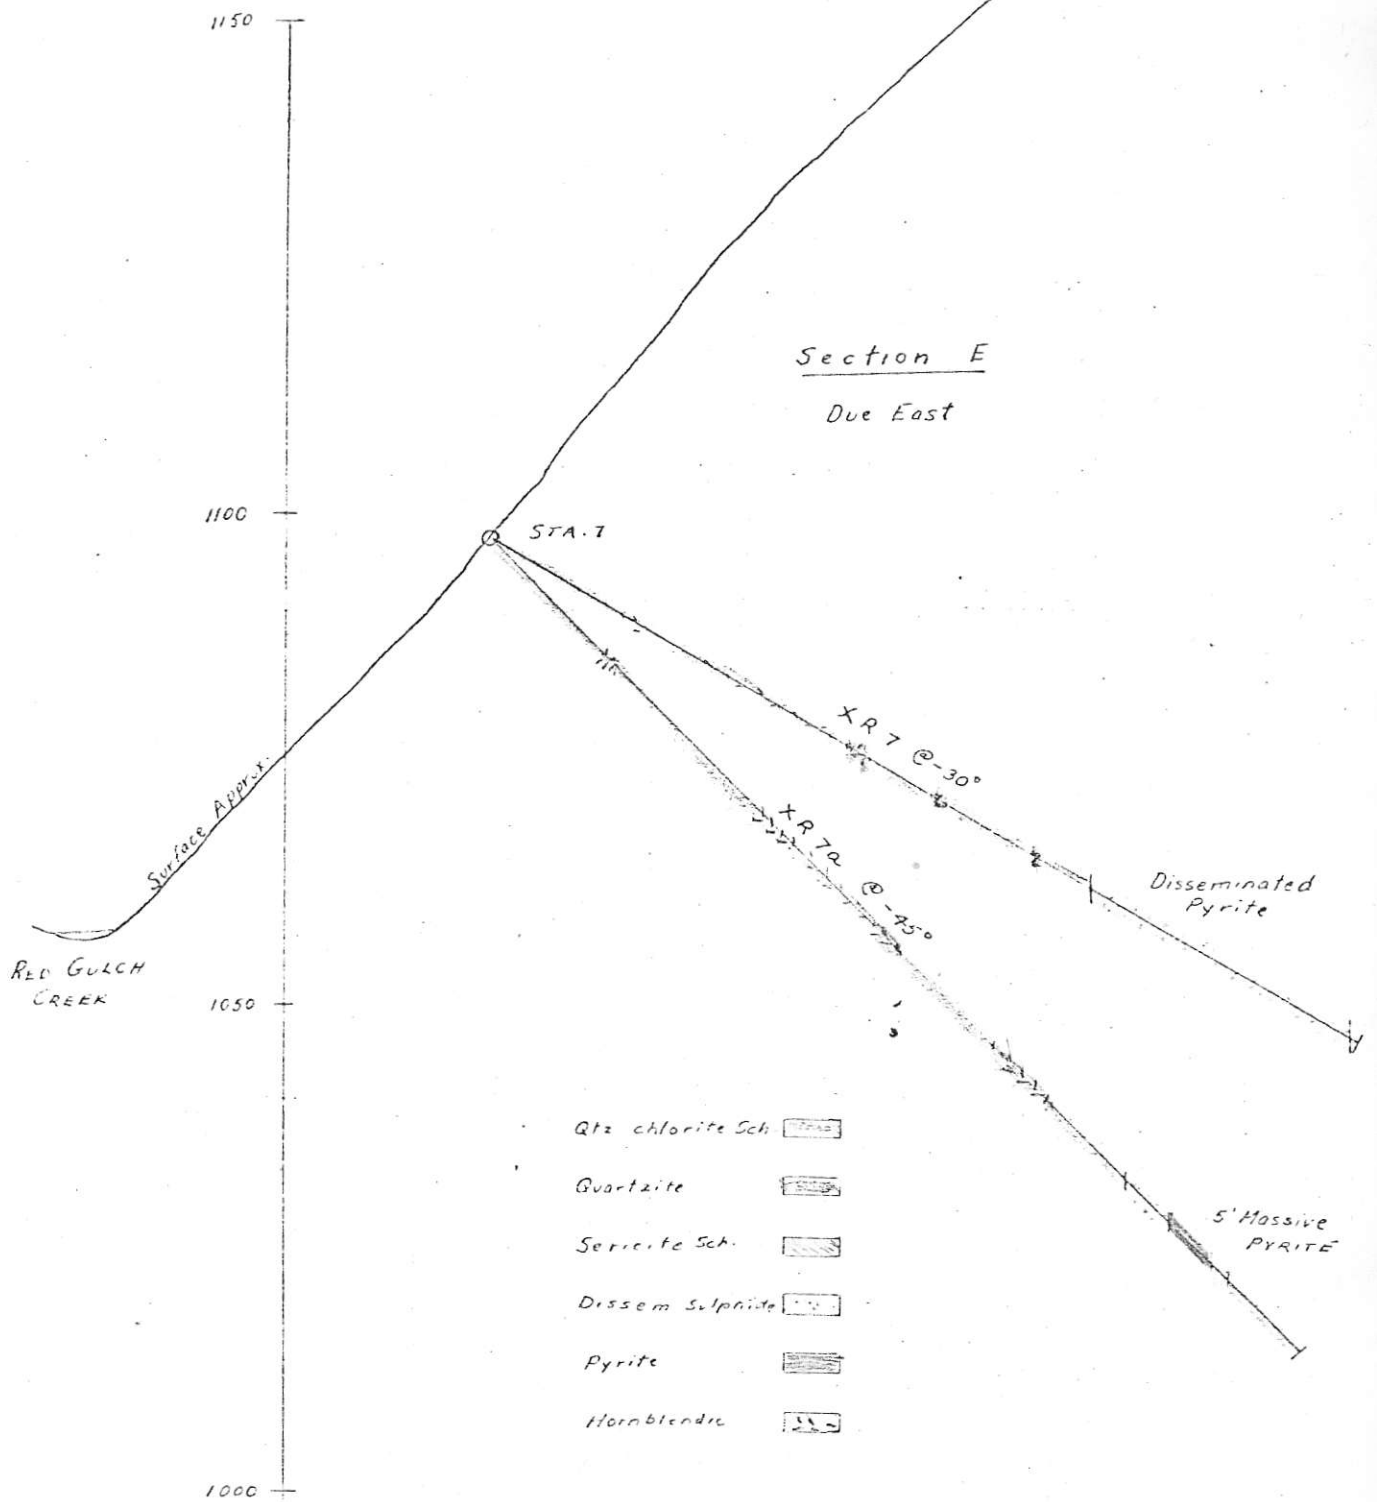 1150
Section E
Due East
1100
STA. 7
XR 7 @ -30°
XR 7a @ -45°
Surface Approx.
Disseminated
Pyrite
RED GULCH
CREEK
1050
Qtz chlorite Sch
Quartzite
Sericite Sch.
5' Massive
PYRITE
Dissem Sulphide
Pyrite
Hornblendic
1000